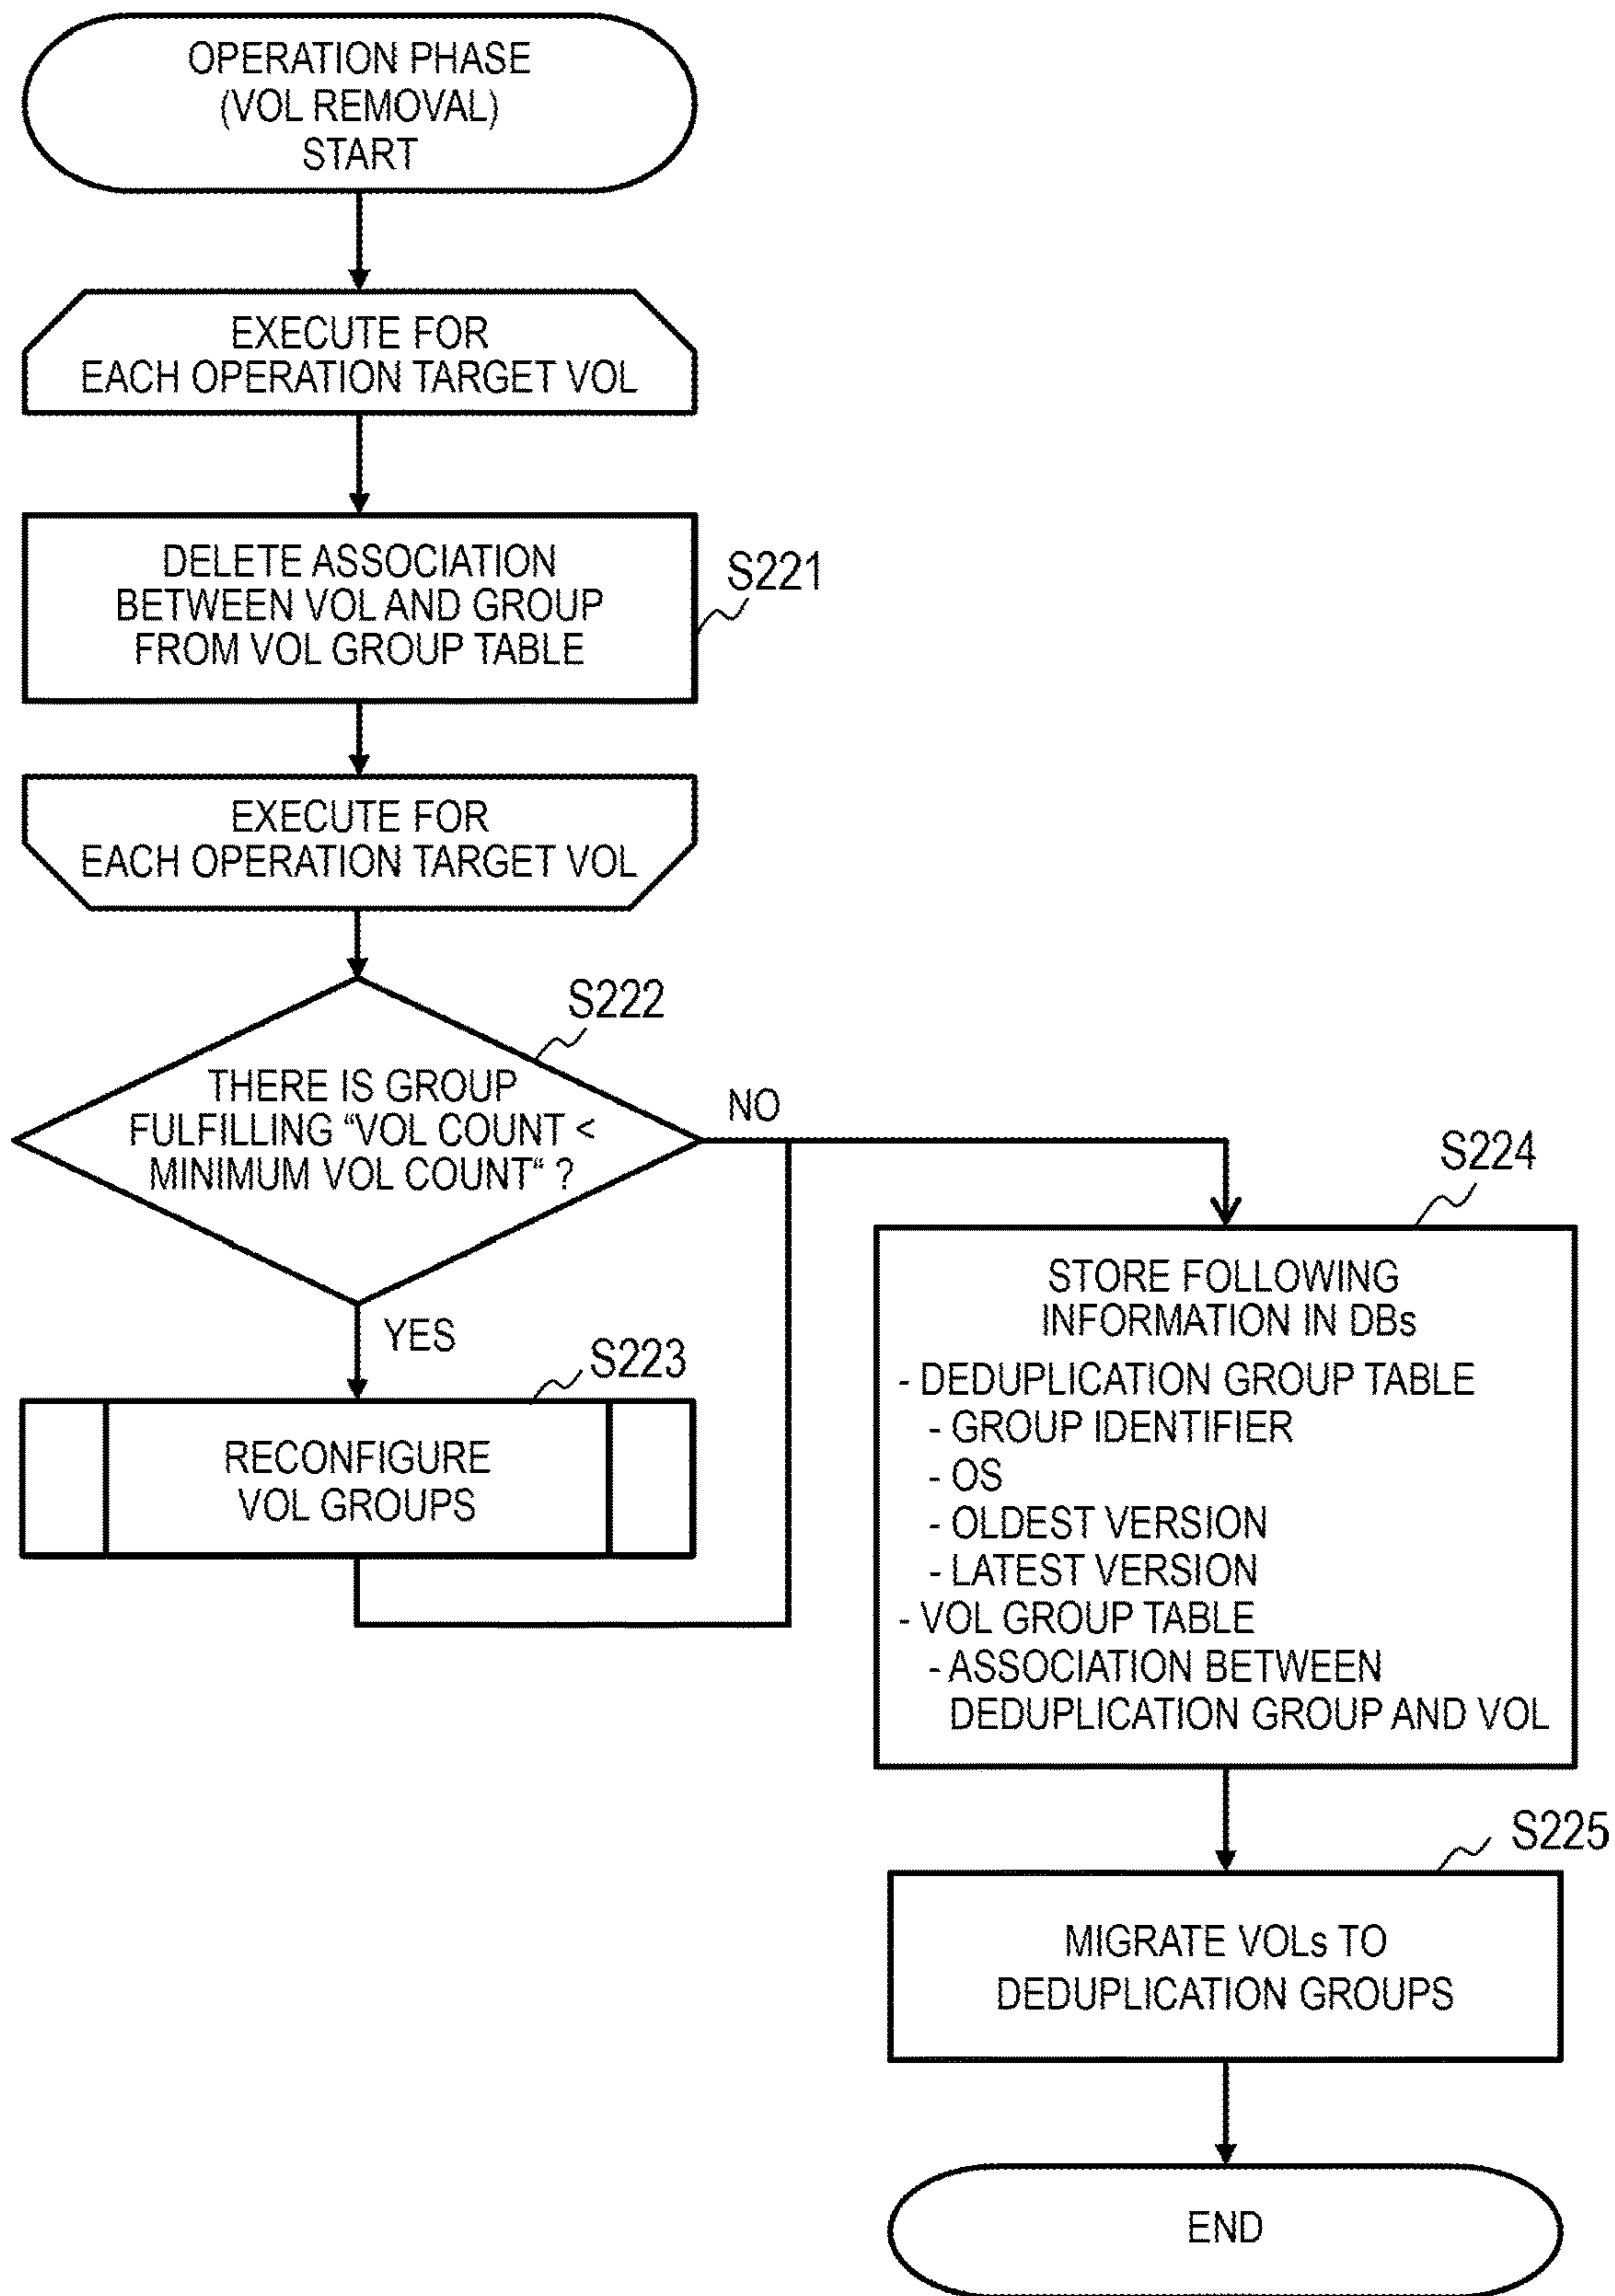 OPERATION PHASE
(VOL REMOVAL)
START
EXECUTE FOR
EACH OPERATION TARGET VOL
DELETE ASSOCIATION
BETWEEN VOL AND GROUP
FROM VOL GROUP TABLE
S221
EXECUTE FOR
EACH OPERATION TARGET VOL
S222
THERE IS GROUP
FULFILLING “VOL COUNT <
MINIMUM VOL COUNT“ ?
NO
YES
S223
RECONFIGURE
VOL GROUPS
S224
STORE FOLLOWING
INFORMATION IN DBs
- DEDUPLICATION GROUP TABLE
- GROUP IDENTIFIER
- OS
- OLDEST VERSION
- LATEST VERSION
- VOL GROUP TABLE
- ASSOCIATION BETWEEN
DEDUPLICATION GROUP AND VOL
S225
MIGRATE VOLs TO
DEDUPLICATION GROUPS
END